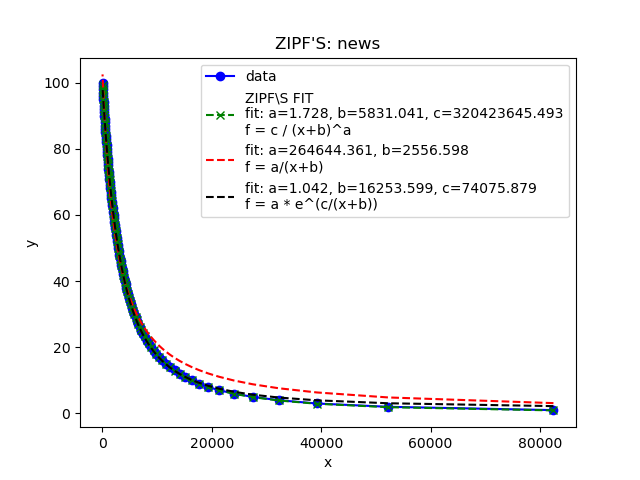 ZIPF'S: news
data
ZIPF\S FIT
fit: a=1.728, b=5831.041, c=320423645.493
f = c / (x+b)^a
fit: a=264644.361, b=2556.598
f = a/(x+b)
fit: a=1.042, b=16253.599, c=74075.879
f = a * e^(c/(x+b))
100
80
60
40
20
0
y
0
20000
40000
60000
80000
x